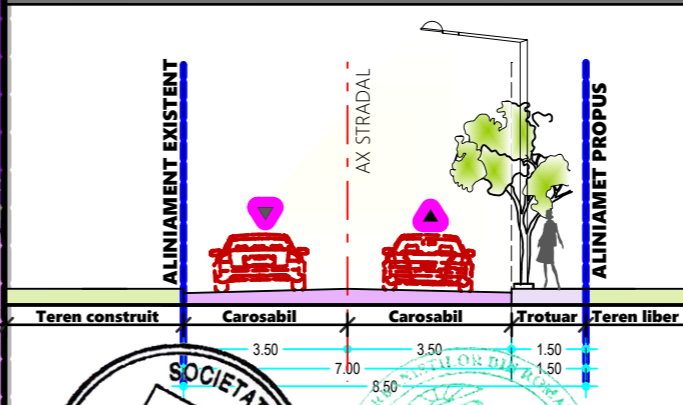 ALINIAMENT EXISTENT
AX STRADAL
ALINIAMET PROPUS
Teren construit
Carosabil
Carosabil
Trotuar
Teren liber
3.50
3.50
1.50
7.00
1.50
8.50
SOCIETAT